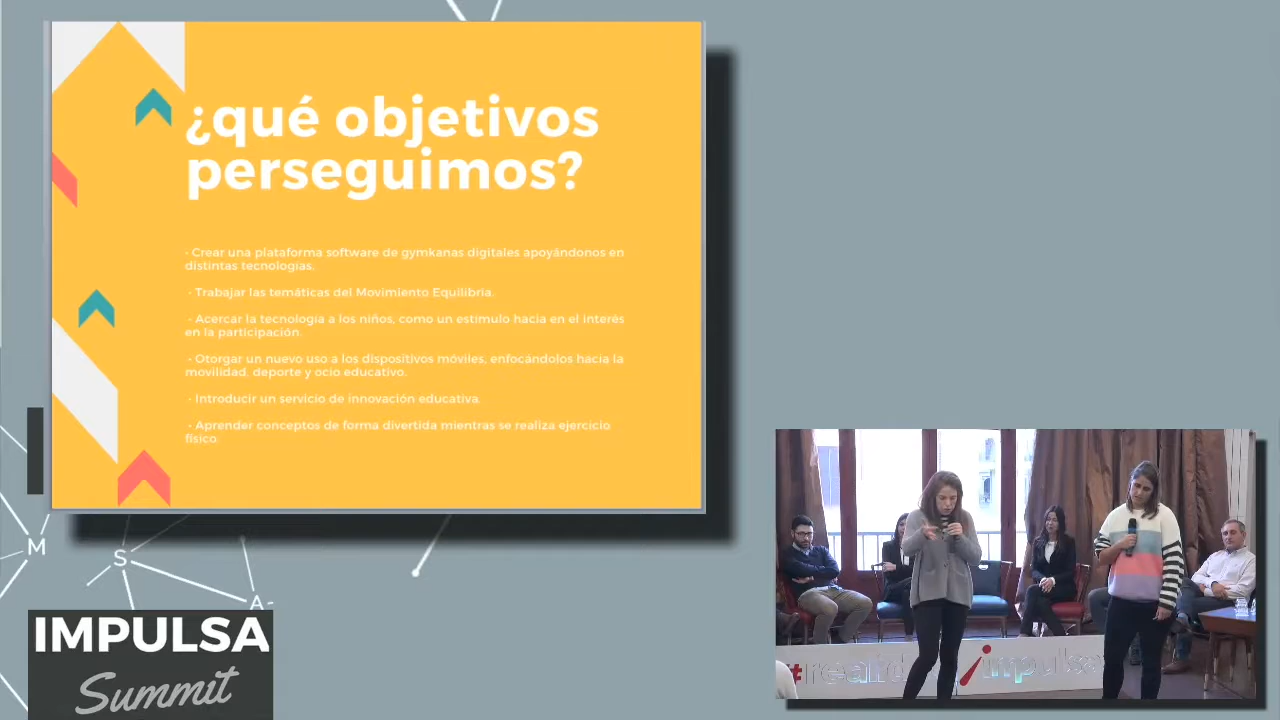 ¿qué objetivos
perseguimos?
• Crear una plataforma software de gymkanas digitales apoyándonos en
distintas tecnologías.
• Trabajar las temáticas del Movimiento Equilibria.
• Acercar la tecnología a los niños, como un estímulo hacia en el interés
en la participación.
• Otorgar un nuevo uso a los dispositivos móviles, enfocándolos hacia la
movilidad, deporte y ocio educativo.
• Introducir un servicio de innovación educativa.
• Aprender conceptos de forma divertida mientras se realiza ejercicio
físico.
M
S
A
IMPULSA
Summit
impulsa